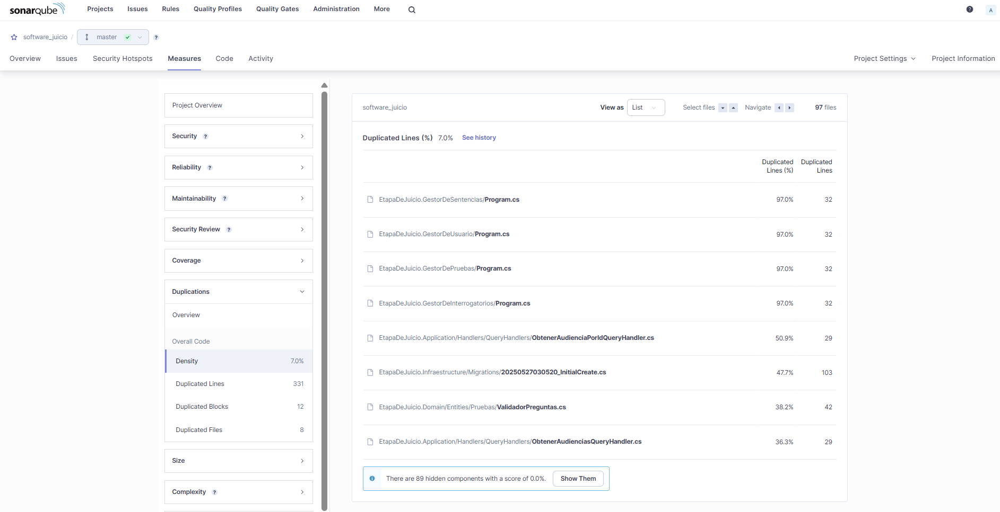 sonarqube Projects Issues Rules Quality Profiles Quality Gates Administration More ? A
software_juicio / master ?
Overview Issues Security Hotspots Measures Code Activity Project Settings Project Information
Project Overview
Security ?
Reliability ?
Maintainability ?
Security Review ?
Coverage
Duplications
Overview
Overall Code
Density 7.0%
Duplicated Lines 331
Duplicated Blocks 12
Duplicated Files 8
Size
Complexity ?
software_juicio View as List Select files Navigate 97 files
Duplicated Lines (%) 7.0% See history
Duplicated Lines (%) Duplicated Lines
EtapaDeJuicio.GestorDeSentencias/Program.cs 97.0% 32
EtapaDeJuicio.GestorDeUsuario/Program.cs 97.0% 32
EtapaDeJuicio.GestorDePruebas/Program.cs 97.0% 32
EtapaDeJuicio.GestorDeInterrogatorios/Program.cs 97.0% 32
EtapaDeJuicio.Application/Handlers/QueryHandlers/ObtenerAudienciaPorIdQueryHandler.cs 50.9% 29
EtapaDeJuicio.Infraestructure/Migrations/20250527030520_InitialCreate.cs 47.7% 103
EtapaDeJuicio.Domain/Entities/Pruebas/ValidadorPreguntas.cs 38.2% 42
EtapaDeJuicio.Application/Handlers/QueryHandlers/ObtenerAudienciasQueryHandler.cs 36.3% 29
There are 89 hidden components with a score of 0.0%. Show Them